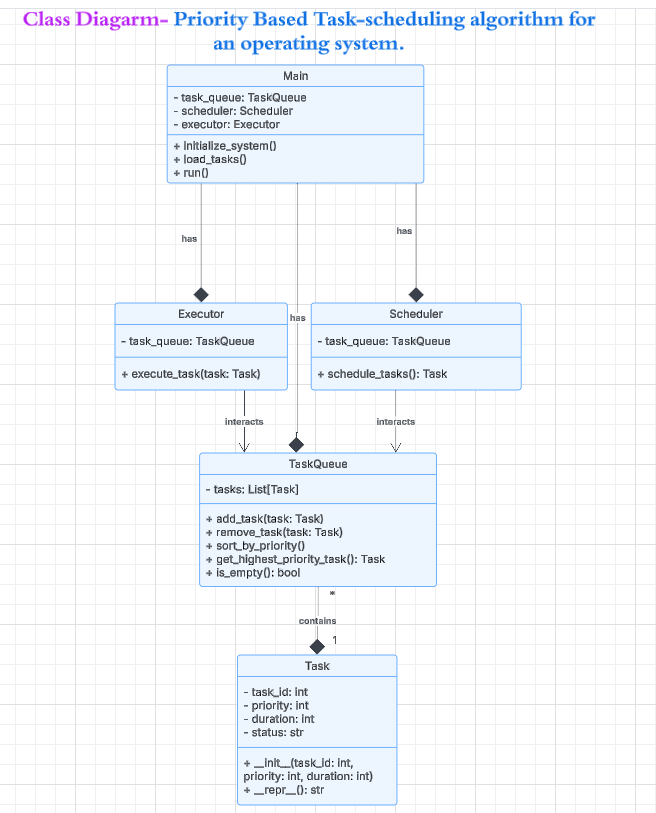 Class Diagarm- Priority Based Task-scheduling algorithm for
an operating system.
Main
- task_queue: TaskQueue
- scheduler: Scheduler
- executor: Executor
+ initialize_system()
+ load_tasks()
+ run()
has
has
has
Executor
- task_queue: TaskQueue
+ execute_task(task: Task)
Scheduler
- task_queue: TaskQueue
+ schedule_tasks(): Task
interacts
interacts
TaskQueue
- tasks: List[Task]
+ add_task(task: Task)
+ remove_task(task: Task)
+ sort_by_priority()
+ get_highest_priority_task(): Task
+ is_empty(): bool
*
contains
1
Task
- task_id: int
- priority: int
- duration: int
- status: str
+ __init__(task_id: int,
priority: int, duration: int)
+ __repr__(): str